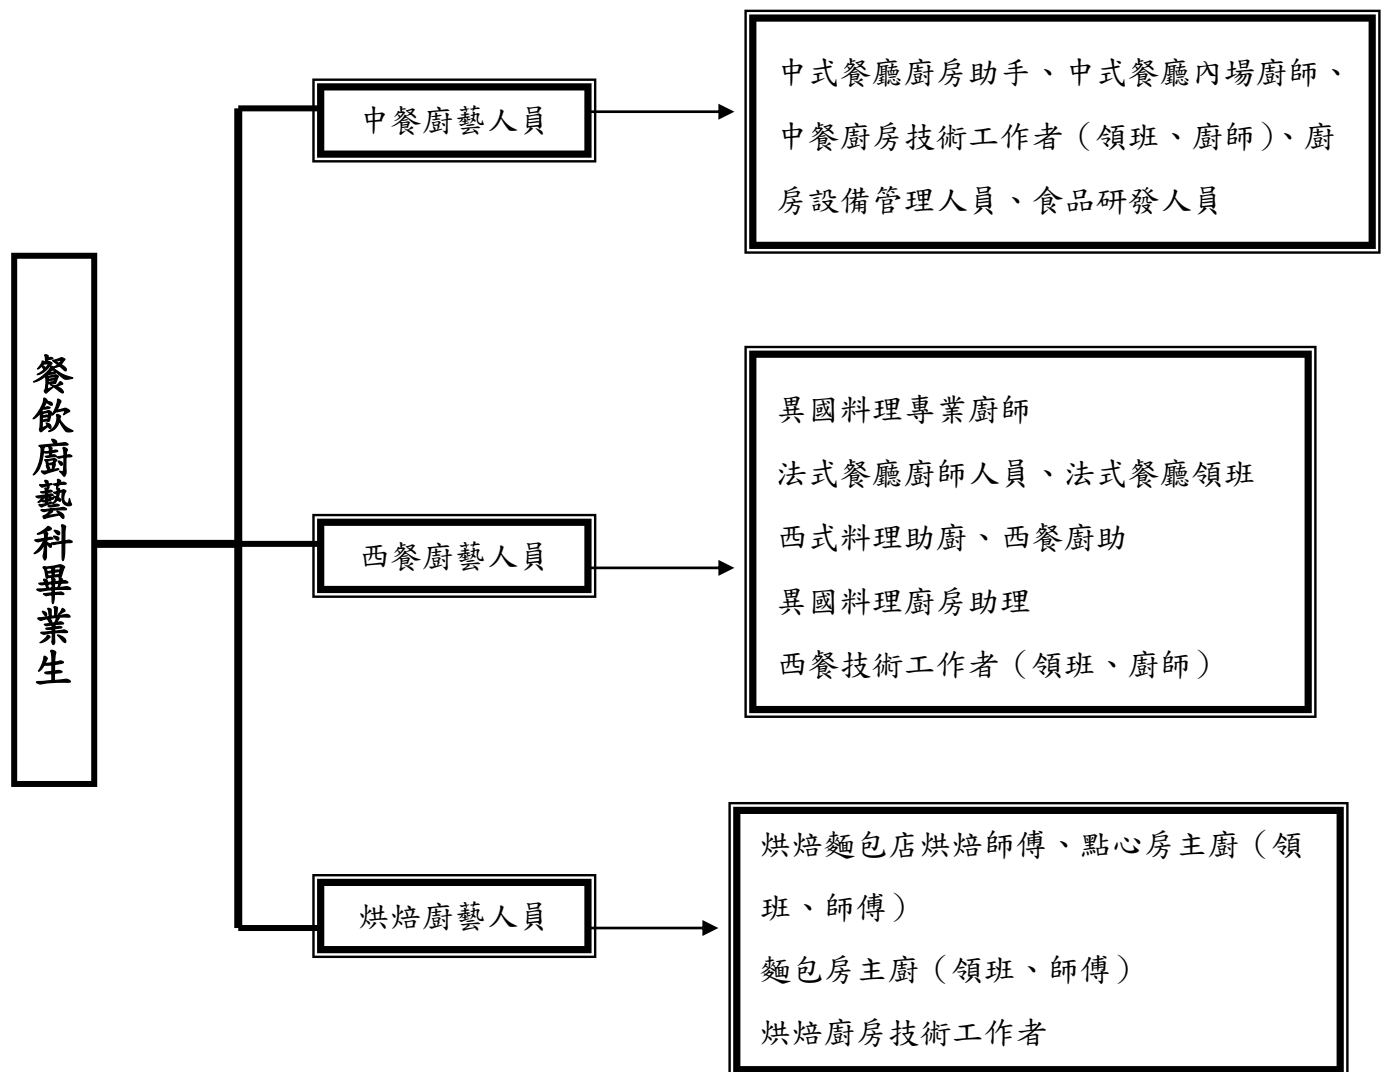 餐飲廚藝科畢業生
中餐廚藝人員
中式餐廳廚房助手、中式餐廳內場廚師、
中餐廚房技術工作者（領班、廚師）、廚
房設備管理人員、食品研發人員
西餐廚藝人員
異國料理專業廚師
法式餐廳廚師人員、法式餐廳領班
西式料理助廚、西餐廚助
異國料理廚房助理
西餐技術工作者（領班、廚師）
烘焙廚藝人員
烘焙麵包店烘焙師傅、點心房主廚（領
班、師傅）
麵包房主廚（領班、師傅）
烘焙廚房技術工作者